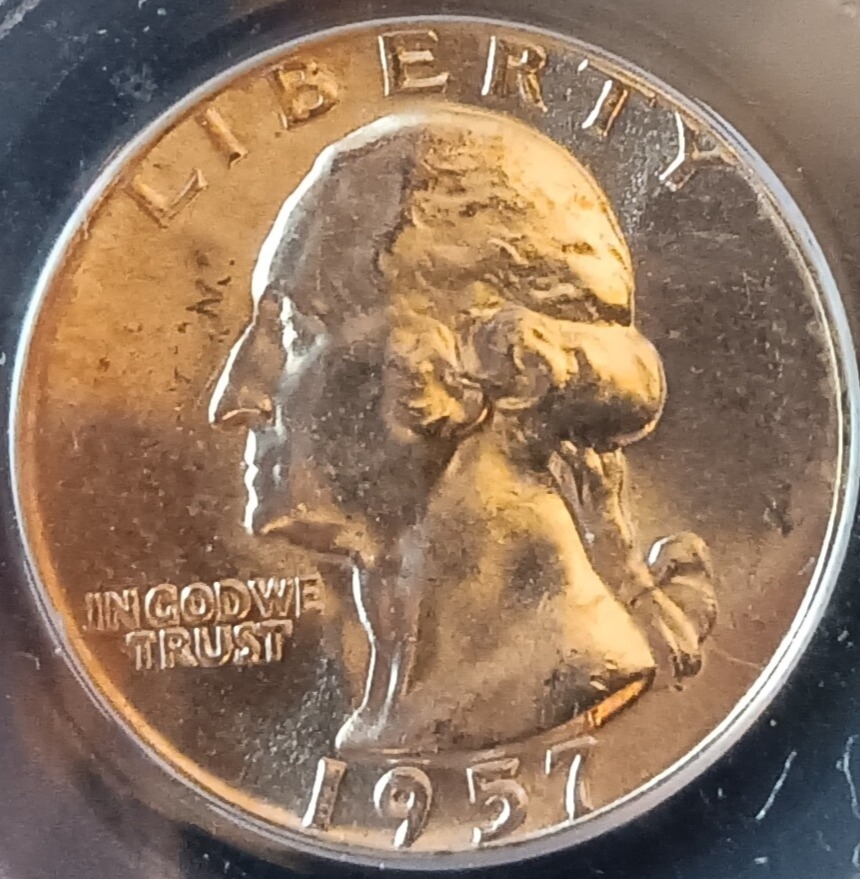 LIBERTY
IN GOD WE
TRUST
1957